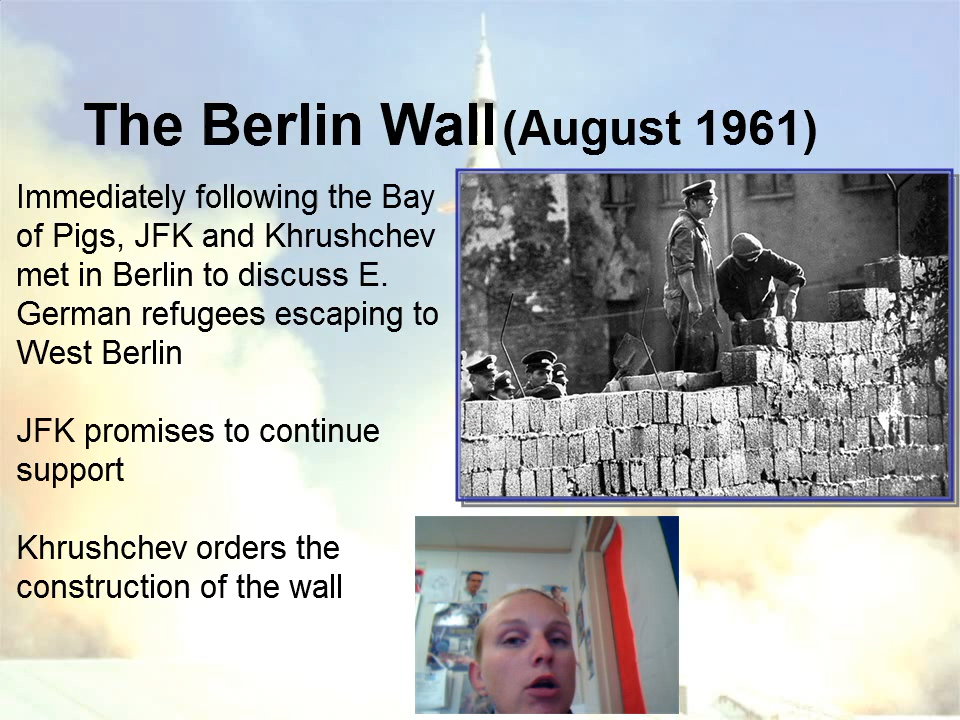 The Berlin Wall (August 1961)
Immediately following the Bay
of Pigs, JFK and Khrushchev
met in Berlin to discuss E.
German refugees escaping to
West Berlin
JFK promises to continue
support
Khrushchev orders the
construction of the wall